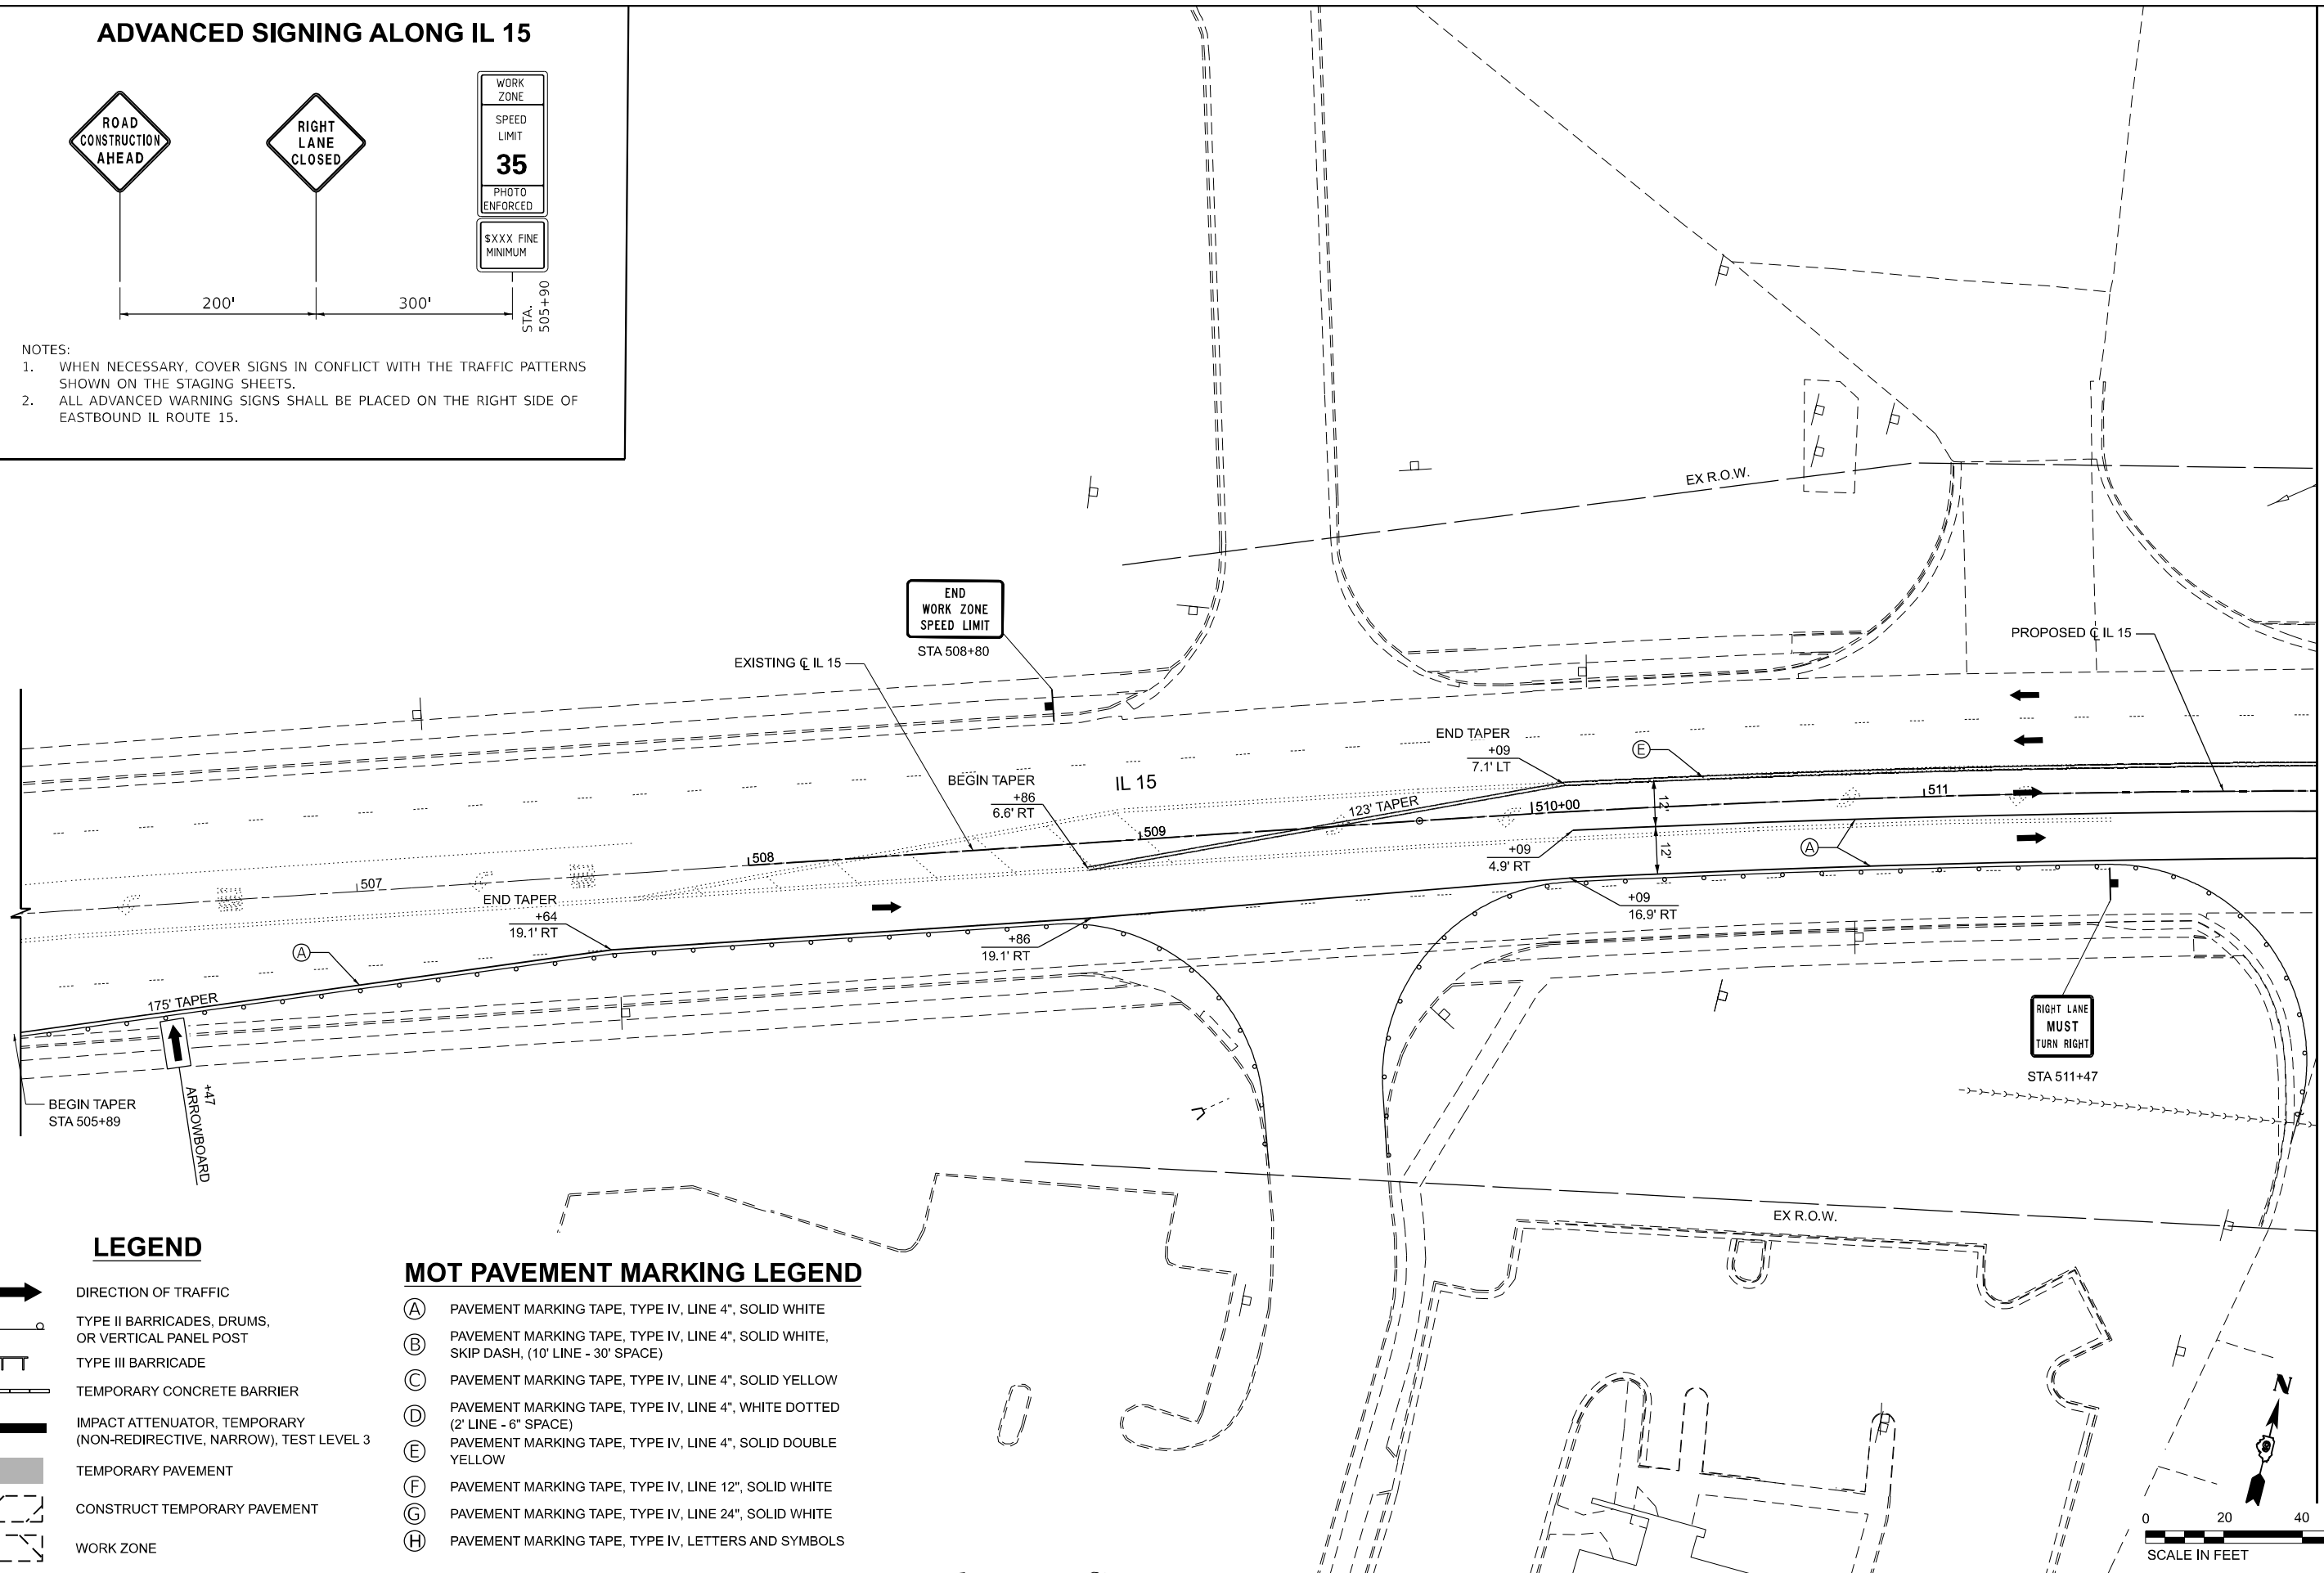 ADVANCED SIGNING ALONG IL 15
ROAD
CONSTRUCTION
AHEAD
RIGHT
LANE
CLOSED
WORK
ZONE
SPEED
LIMIT
35
PHOTO
ENFORCED
$XXX FINE
MINIMUM
200'
300'
STA.
505+90
NOTES:
1. WHEN NECESSARY, COVER SIGNS IN CONFLICT WITH THE TRAFFIC PATTERNS
SHOWN ON THE STAGING SHEETS.
2. ALL ADVANCED WARNING SIGNS SHALL BE PLACED ON THE RIGHT SIDE OF
EASTBOUND IL ROUTE 15.
EX R.O.W.
END
WORK ZONE
SPEED LIMIT
STA 508+80
EXISTING ℄ IL 15
PROPOSED ℄ IL 15
END TAPER
+09
7.1' LT
E
BEGIN TAPER
+86
6.6' RT
IL 15
123' TAPER
510+00
511
12'
12'
509
508
507
+09
4.9' RT
A
END TAPER
+64
19.1' RT
+09
16.9' RT
+86
19.1' RT
A
175' TAPER
RIGHT LANE
MUST
TURN RIGHT
STA 511+47
BEGIN TAPER
STA 505+89
+47
ARROWBOARD
EX R.O.W.
LEGEND
DIRECTION OF TRAFFIC
TYPE II BARRICADES, DRUMS,
OR VERTICAL PANEL POST
TYPE III BARRICADE
TEMPORARY CONCRETE BARRIER
IMPACT ATTENUATOR, TEMPORARY
(NON-REDIRECTIVE, NARROW), TEST LEVEL 3
TEMPORARY PAVEMENT
CONSTRUCT TEMPORARY PAVEMENT
WORK ZONE
MOT PAVEMENT MARKING LEGEND
A PAVEMENT MARKING TAPE, TYPE IV, LINE 4", SOLID WHITE
B PAVEMENT MARKING TAPE, TYPE IV, LINE 4", SOLID WHITE,
SKIP DASH, (10' LINE - 30' SPACE)
C PAVEMENT MARKING TAPE, TYPE IV, LINE 4", SOLID YELLOW
D PAVEMENT MARKING TAPE, TYPE IV, LINE 4", WHITE DOTTED
(2' LINE - 6" SPACE)
E PAVEMENT MARKING TAPE, TYPE IV, LINE 4", SOLID DOUBLE
YELLOW
F PAVEMENT MARKING TAPE, TYPE IV, LINE 12", SOLID WHITE
G PAVEMENT MARKING TAPE, TYPE IV, LINE 24", SOLID WHITE
H PAVEMENT MARKING TAPE, TYPE IV, LETTERS AND SYMBOLS
N
0 20 40
SCALE IN FEET